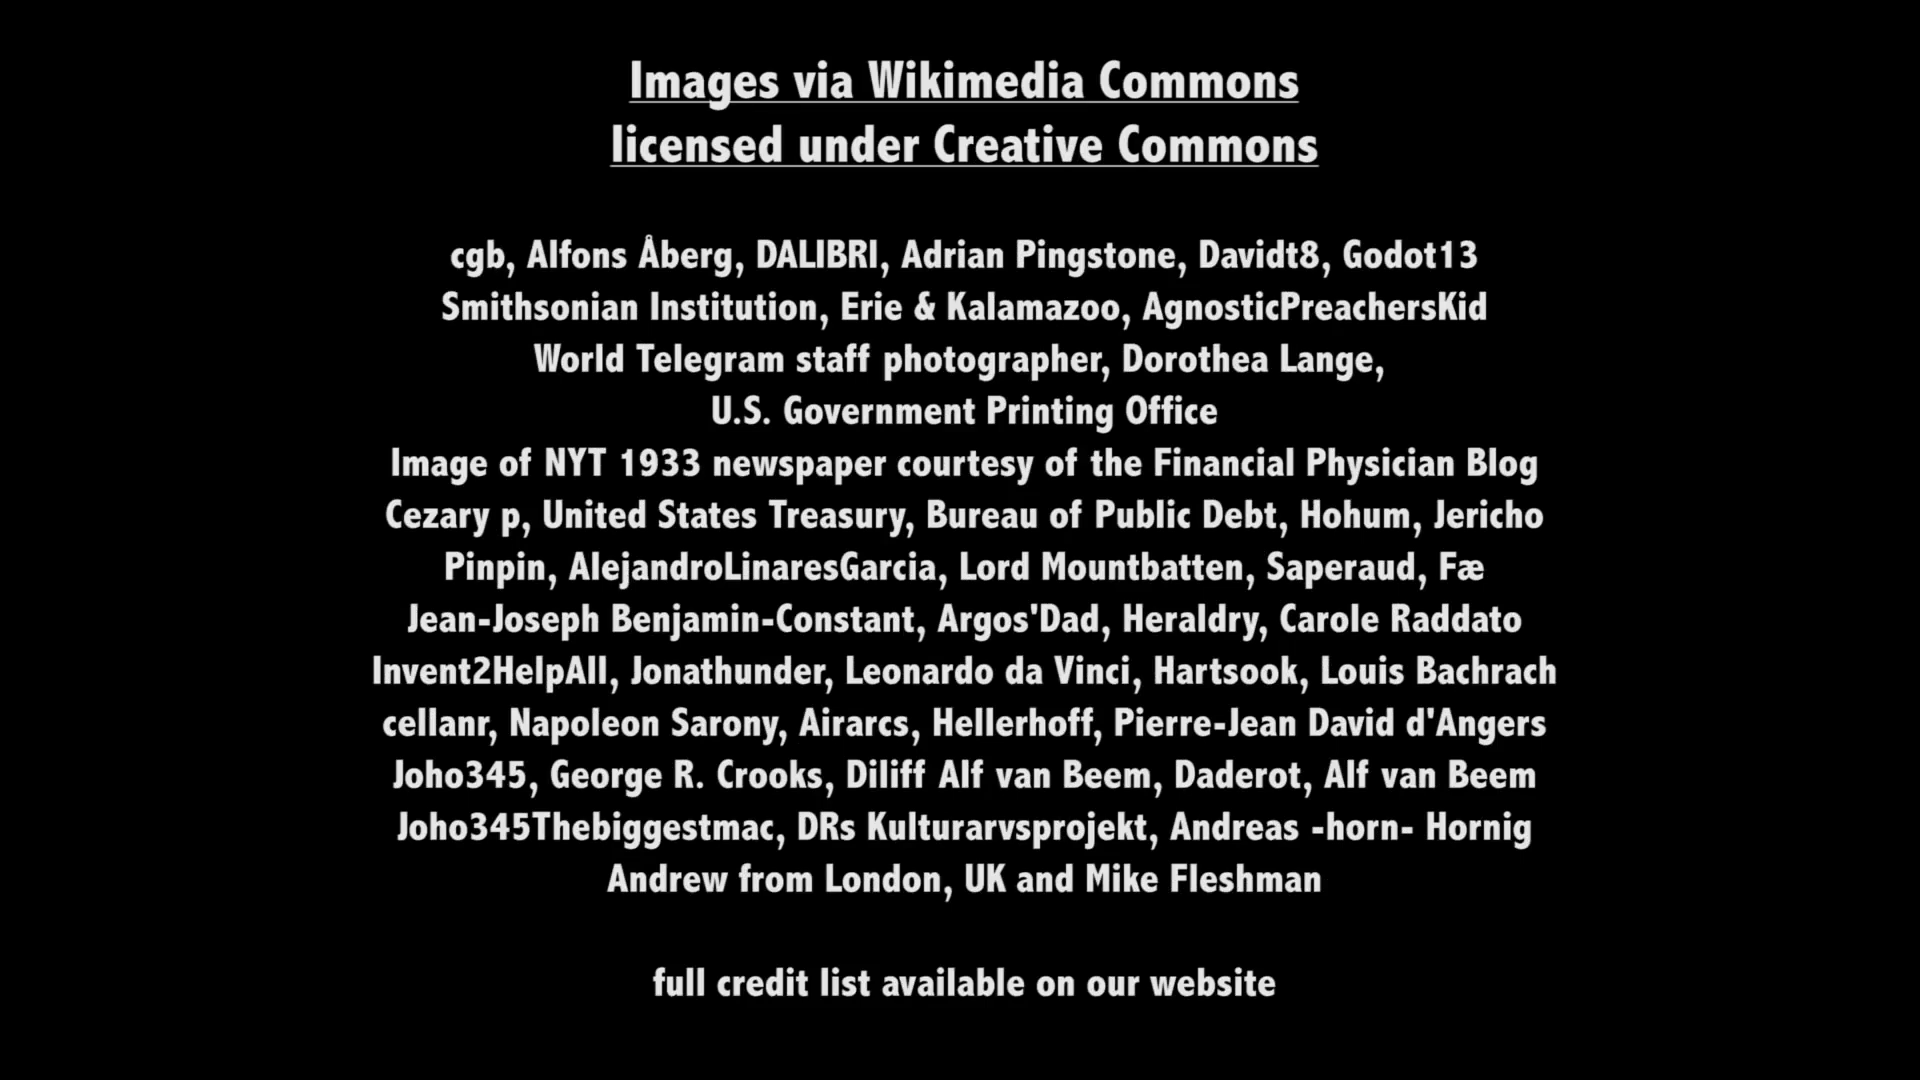 Images via Wikimedia Commons
licensed under Creative Commons
cgb, Alfons Åberg, DALIBRI, Adrian Pingstone, Davidt8, Godot13
Smithsonian Institution, Erie & Kalamazoo, AgnosticPreachersKid
World Telegram staff photographer, Dorothea Lange,
U.S. Government Printing Office
Image of NYT 1933 newspaper courtesy of the Financial Physician Blog
Cezary p, United States Treasury, Bureau of Public Debt, Hohum, Jericho
Pinpin, AlejandroLinaresGarcia, Lord Mountbatten, Saperaud, Fæ
Jean-Joseph Benjamin-Constant, Argos'Dad, Heraldry, Carole Raddato
Invent2HelpAll, Jonathunder, Leonardo da Vinci, Hartsook, Louis Bachrach
cellanr, Napoleon Sarony, Airarcs, Hellerhoff, Pierre-Jean David d'Angers
Joho345, George R. Crooks, Diliff Alf van Beem, Daderot, Alf van Beem
Joho345Thebiggestmac, DRs Kulturarvsprojekt, Andreas -horn- Hornig
Andrew from London, UK and Mike Fleshman
full credit list available on our website